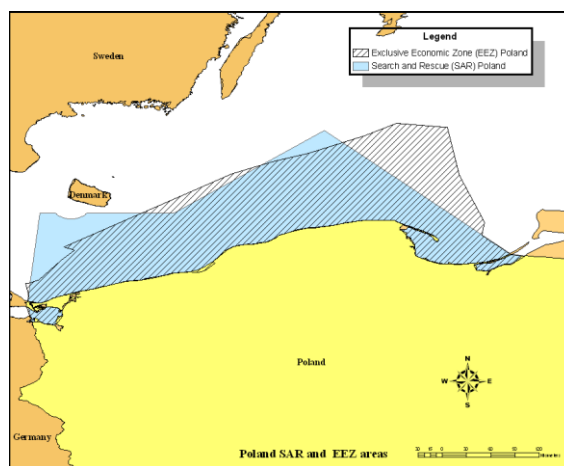 Legend
Exclusive Economic Zone (EEZ) Poland
Search and Rescue (SAR) Poland
Sweden
Denmark
Poland
N
W E
S
Germany
Poland SAR and EEZ areas